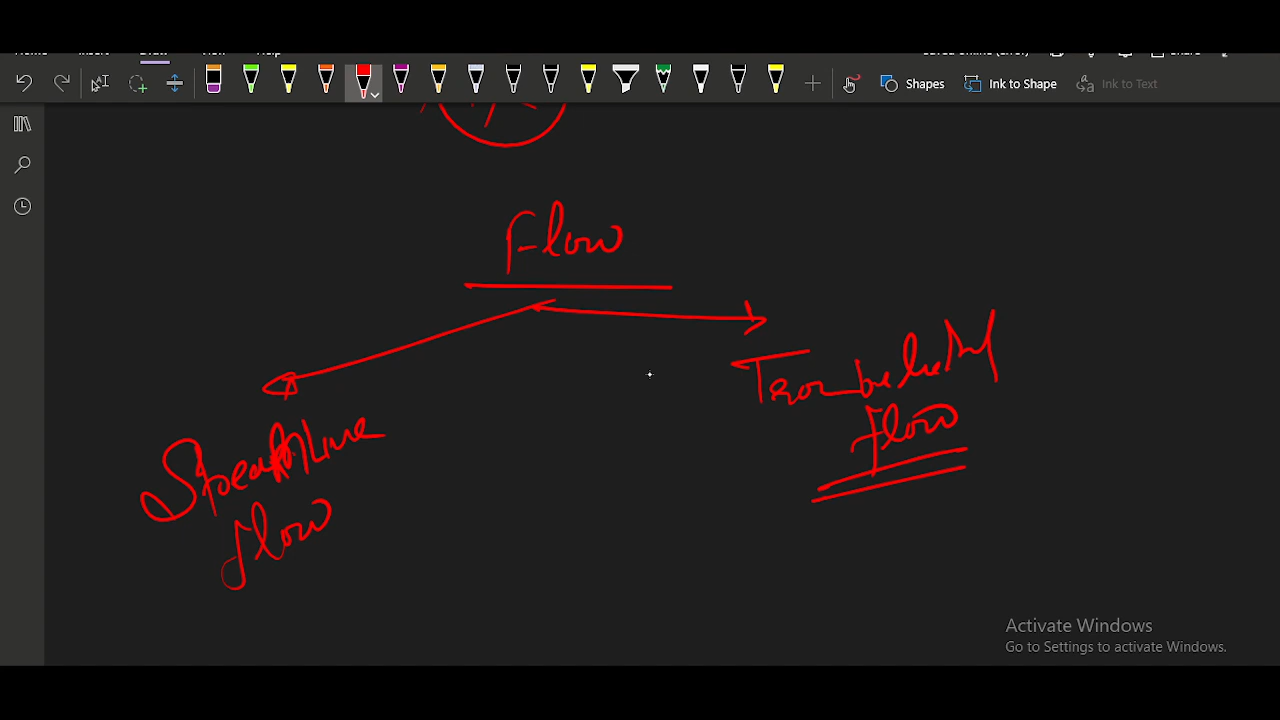 Shapes
Ink to Shape
Ink to Text
Flow
Streamline
Flow
Flow
Activate Windows
Go to Settings to activate Windows.